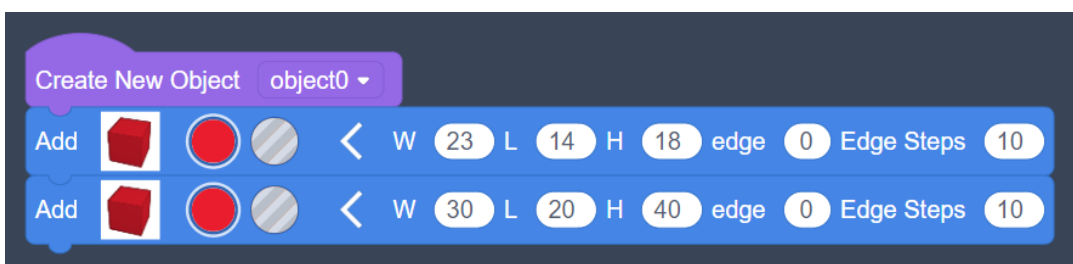 Create New Object object0
Add W 23 L 14 H 18 edge 0 Edge Steps 10
Add W 30 L 20 H 40 edge 0 Edge Steps 10